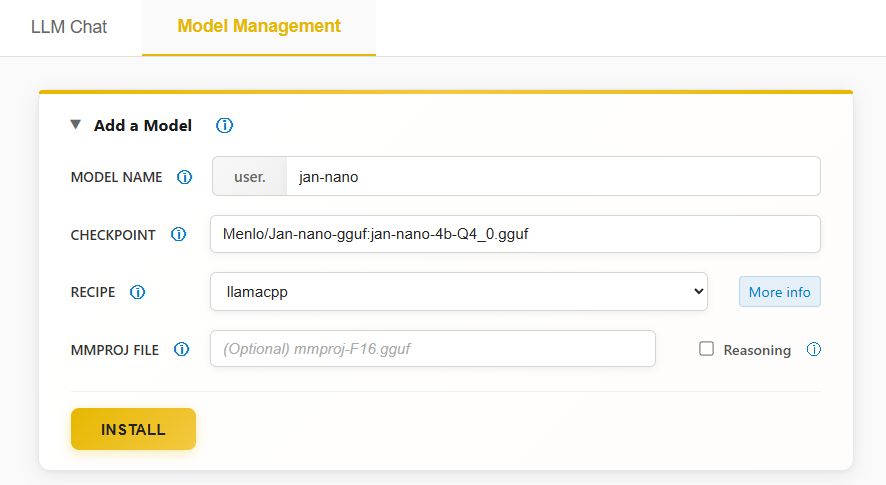 LLM Chat
Model Management
▼ Add a Model ⓘ
MODEL NAME ⓘ user. jan-nano
CHECKPOINT ⓘ Menlo/Jan-nano-gguf:jan-nano-4b-Q4_0.gguf
RECIPE ⓘ llamacpp More info
MMPROJ FILE ⓘ (Optional) mmproj-F16.gguf Reasoning ⓘ
INSTALL